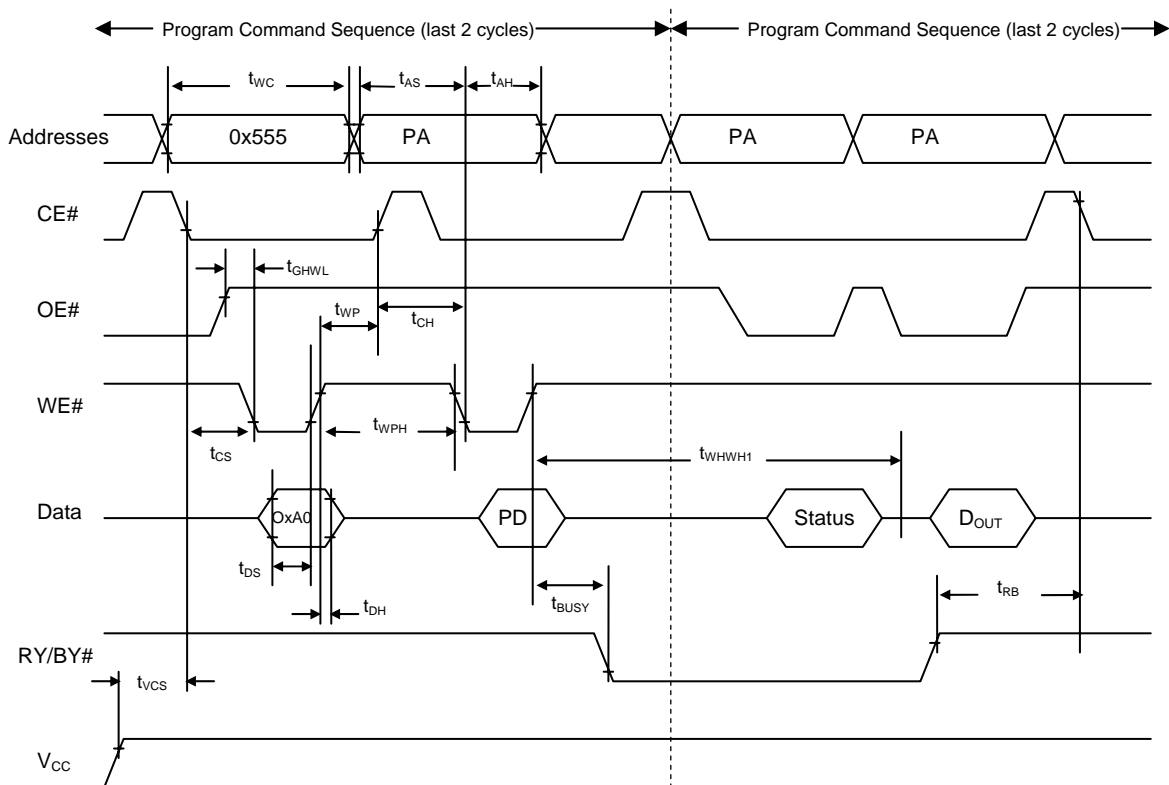 Program Command Sequence (last 2 cycles)
Program Command Sequence (last 2 cycles)
tWC
tAS
tAH
Addresses
0x555
PA
PA
PA
CE#
tGHWL
OE#
tWP
tCH
WE#
tCS
tWPH
tWHWH1
Data
OxA0
PD
Status
DOUT
tDS
tDH
tBUSY
tRB
RY/BY#
tVCS
VCC